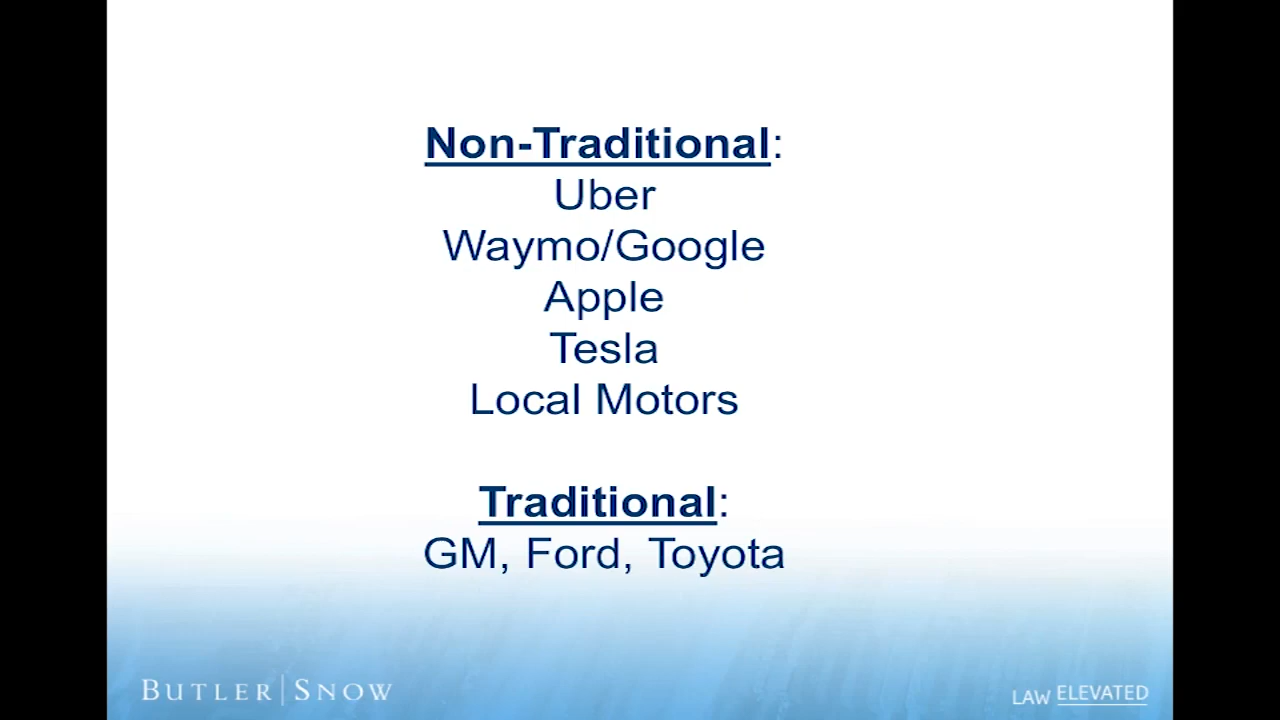 Non-Traditional:
Uber
Waymo/Google
Apple
Tesla
Local Motors
Traditional:
GM, Ford, Toyota
BUTLER|SNOW
LAW ELEVATED